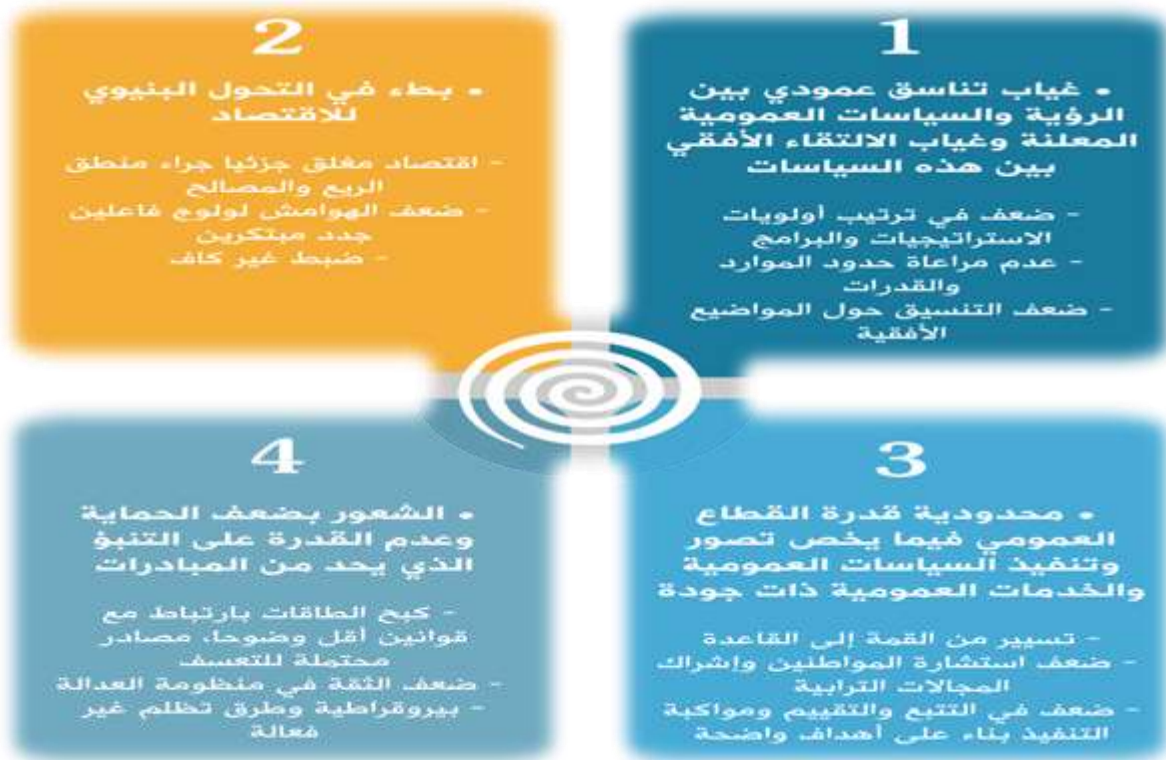 1
• غياب تناسق عمودي بين
الرؤية والسياسات العمومية
المعلنة وغياب الالتقاء الأفقي
بين هذه السياسات
- ضعف في ترتيب أولويات
الاستراتيجيات والبرامج
- عدم مراعاة حدود الموارد
والقدرات
- ضعف التنسيق حول المواضيع
الأفقية
2
• بطء في التحول البنيوي
للاقتصاد
- اقتصاد مغلق جزئيا جراء منطق
الريع والمصالح
- ضعف الهوامش لولوج فاعلين
جدد مبتكرين
- ضبط غير كاف
3
• محدودية قدرة القطاع
العمومي فيما يخص تصور
وتنفيذ السياسات العمومية
والخدمات العمومية ذات جودة
- تسيير من القمة إلى القاعدة
- ضعف استشارة المواطنين وإشراك
المجالات الترابية
- ضعف في التتبع والتقييم ومواكبة
التنفيذ بناء على أهداف واضحة
4
• الشعور بضعف الحماية
وعدم القدرة على التنبؤ
الذي يحد من المبادرات
- كبح الطاقات بارتباط مع
قوانين أقل وضوحا، مصادر
محتملة للتعسف
- ضعف الثقة في منظومة العدالة
- بيروقراطية وطرق تظلم غير
فعالة